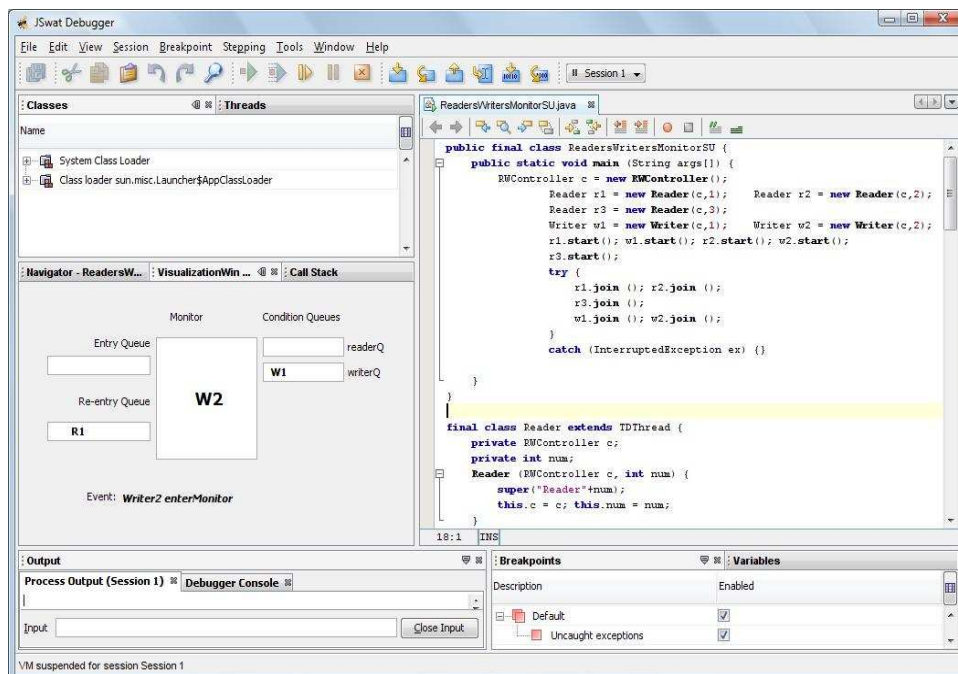 JSwat Debugger
File Edit View Session Breakpoint Stepping Tools Window Help
Session 1
Classes
Threads
Name
System Class Loader
Class loader sun.misc.Launcher$AppClassLoader
Navigator - ReadersW...
VisualizationWin ...
Call Stack
Monitor
Condition Queues
Entry Queue
readerQ
W1
writerQ
Re-entry Queue
W2
R1
Event: Writer2 enterMonitor
ReadersWritersMonitorSU.java
public final class ReadersWritersMonitorSU {
public static void main (String args[]) {
RWController c = new RWController();
Reader r1 = new Reader(c,1); Reader r2 = new Reader(c,2);
Reader r3 = new Reader(c,3);
Writer w1 = new Writer(c,1); Writer w2 = new Writer(c,2);
r1.start(); w1.start(); r2.start(); w2.start();
r3.start();
try {
r1.join (); r2.join ();
r3.join ();
w1.join (); w2.join ();
}
catch (InterruptedException ex) {}
}
}
final class Reader extends TDThread {
private RWController c;
private int num;
Reader (RWController c, int num) {
super("Reader"+num);
this.c = c; this.num = num;
}
18:1 INS
Output
Process Output (Session 1)
Debugger Console
Input
Close Input
Breakpoints
Variables
Description
Enabled
Default
Uncaught exceptions
VM suspended for session Session 1